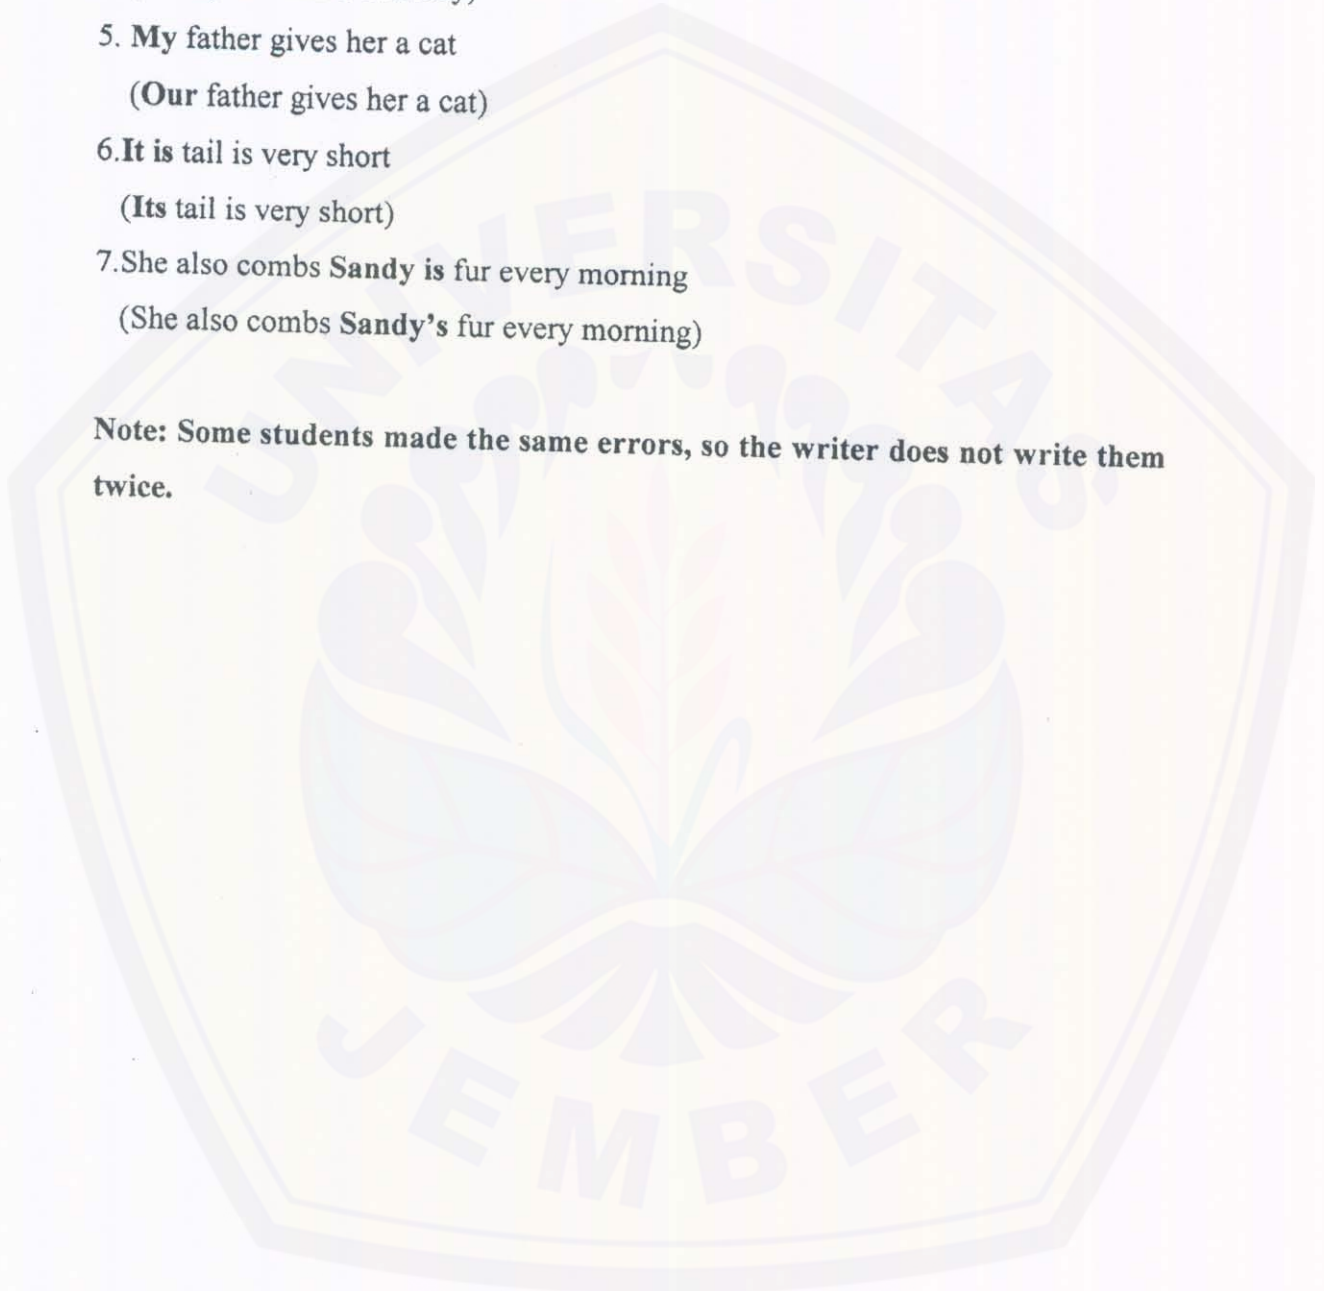 5. My father gives her a cat
(Our father gives her a cat)
6.It is tail is very short
(Its tail is very short)
7.She also combs Sandy is fur every morning
(She also combs Sandy's fur every morning)
Note: Some students made the same errors, so the writer does not write them
twice.
UNIVERSITAS
JEMBER